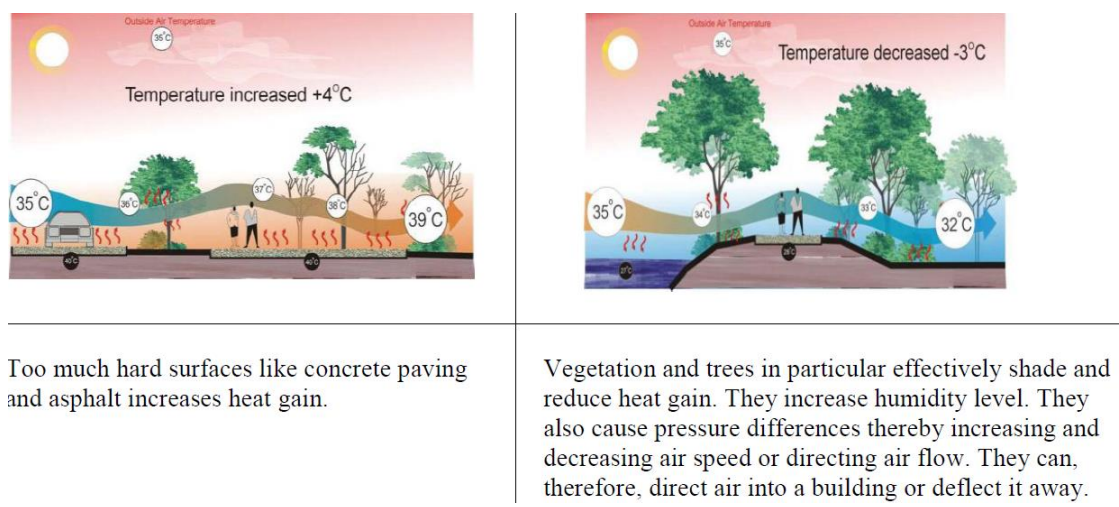 Outside Air Temperature
35°C
Temperature increased +4°C
35°C
36°C
37°C
38°C
39°C
40°C
40°C
Too much hard surfaces like concrete paving
and asphalt increases heat gain.
Outside Air Temperature
35°C
Temperature decreased -3°C
35°C
34°C
33°C
32°C
Vegetation and trees in particular effectively shade and
reduce heat gain. They increase humidity level. They
also cause pressure differences thereby increasing and
decreasing air speed or directing air flow. They can,
therefore, direct air into a building or deflect it away.